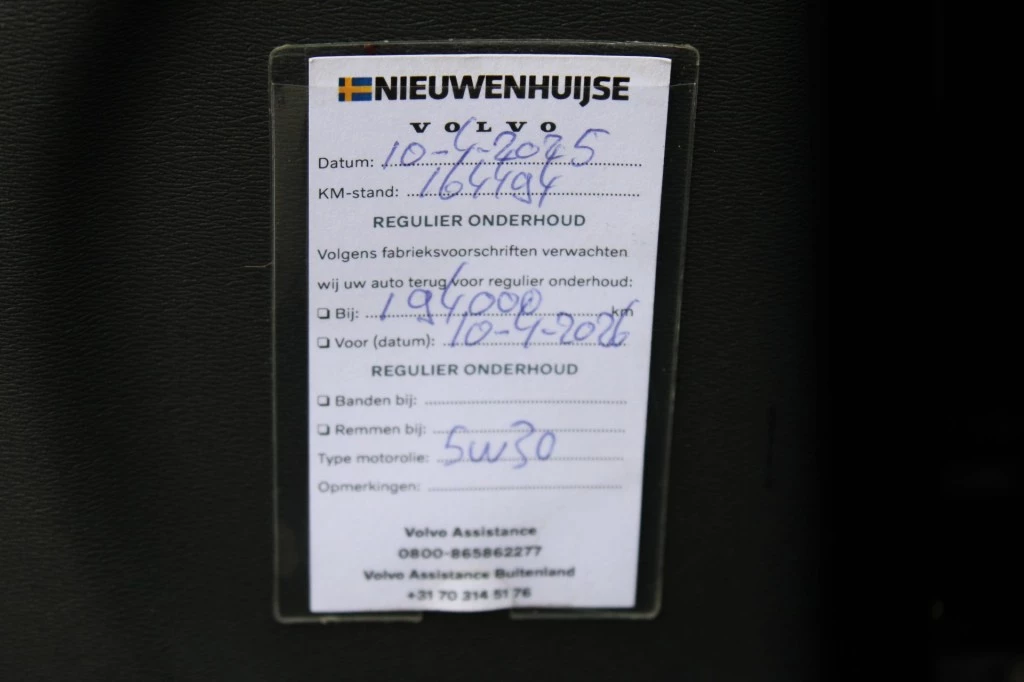 NIEUWENHUIJSE
VOLVO
Datum: 10-4-2025
KM-stand: 164494
REGULIER ONDERHOUD
Volgens fabrieksvoorschriften verwachten
wij uw auto terug voor regulier onderhoud:
❏ Bij: 194000 km
❏ Voor (datum): 10-4-2026
REGULIER ONDERHOUD
❏ Banden bij:
❏ Remmen bij:
Type motorolie: 5W30
Opmerkingen:
Volvo Assistance
0800-865862277
Volvo Assistance Buitenland
+31 70 314 51 76